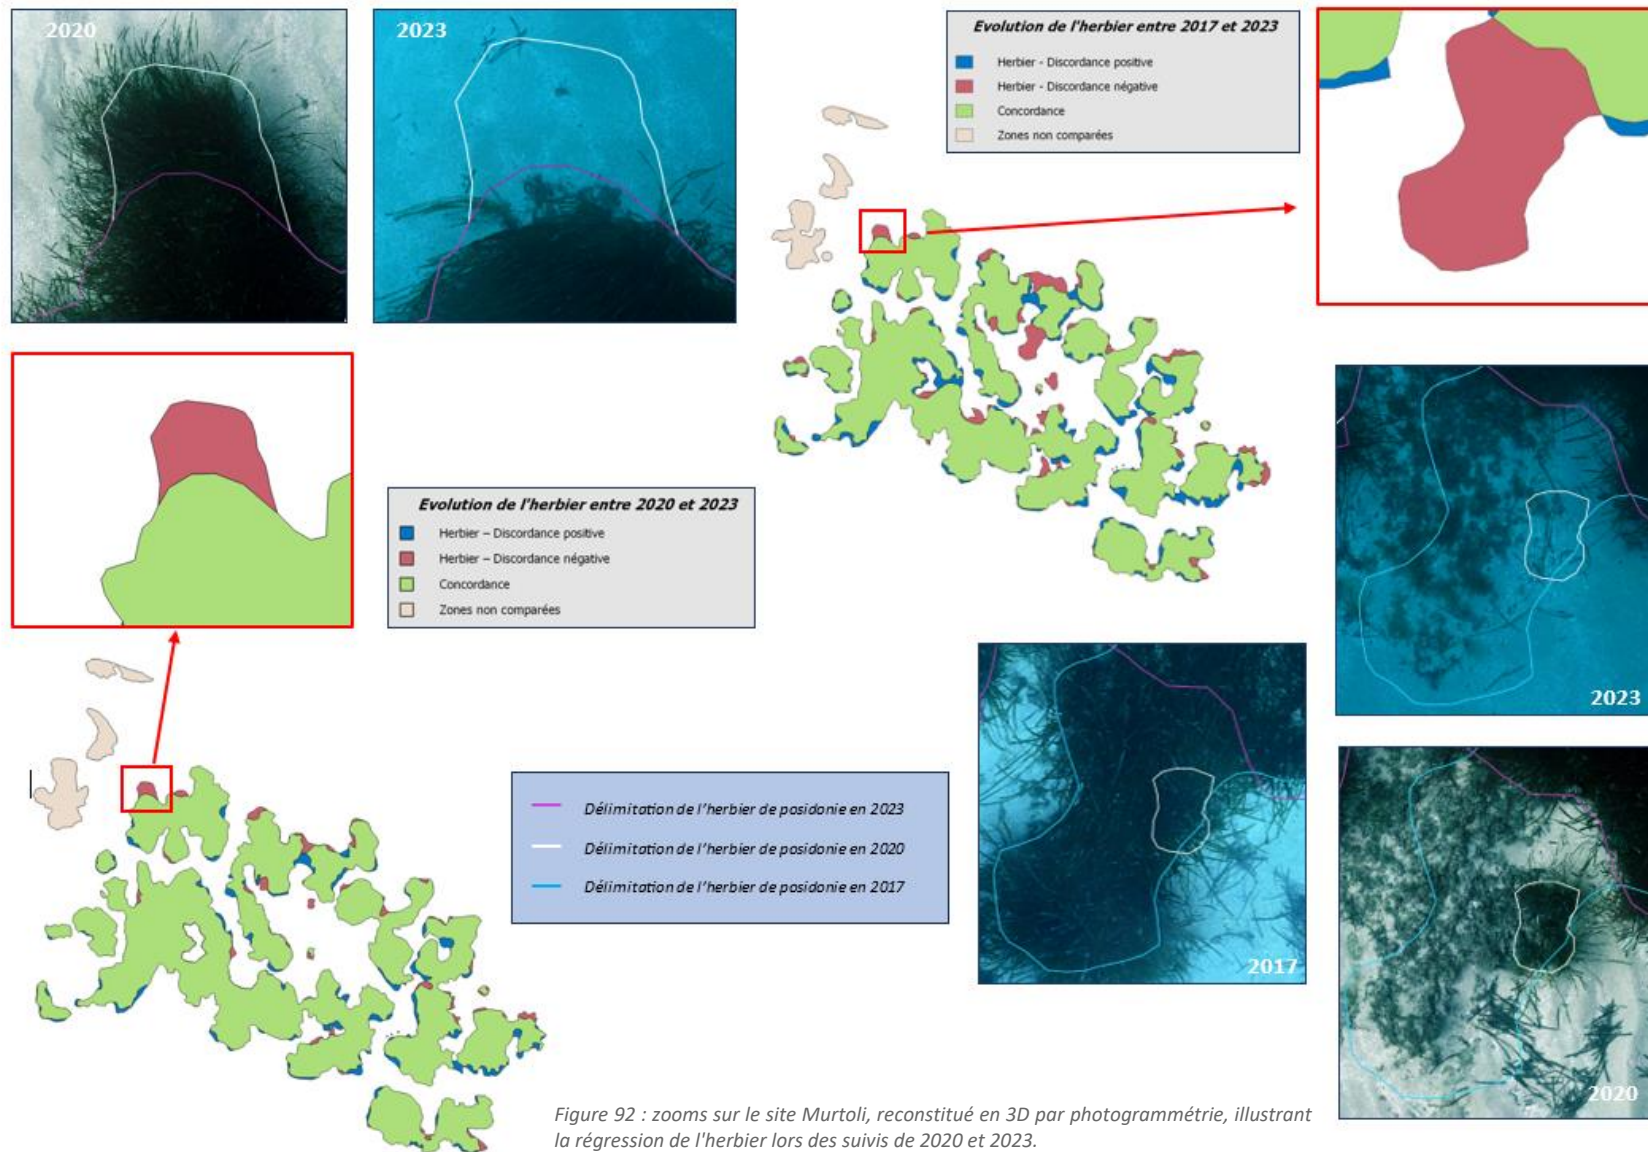 2020
2023
Evolution de l'herbier entre 2017 et 2023
Herbier - Discordance positive
Herbier - Discordance négative
Concordance
Zones non comparées
Evolution de l'herbier entre 2020 et 2023
Herbier – Discordance positive
Herbier – Discordance négative
Concordance
Zones non comparées
2023
Délimitation de l'herbier de posidonie en 2023
Délimitation de l'herbier de posidonie en 2020
Délimitation de l'herbier de posidonie en 2017
2017
2020
Figure 92 : zooms sur le site Murtoli, reconstitué en 3D par photogrammétrie, illustrant
la régression de l'herbier lors des suivis de 2020 et 2023.